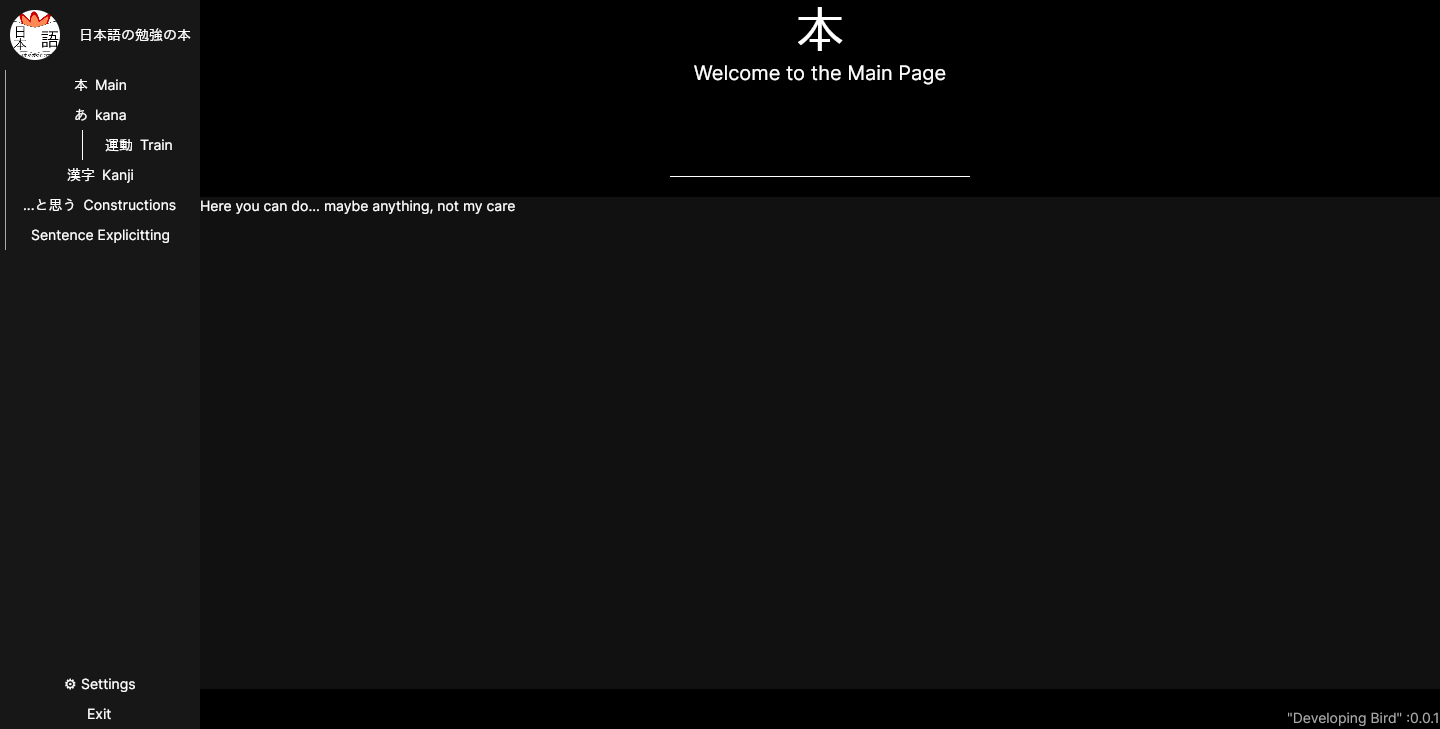 日本 語
日本語の勉強の本
本 Main
あ kana
運動 Train
漢字 Kanji
...と思う Constructions
Sentence Explicitting
⚙ Settings
Exit
本
Welcome to the Main Page
Here you can do... maybe anything, not my care
"Developing Bird" :0.0.1